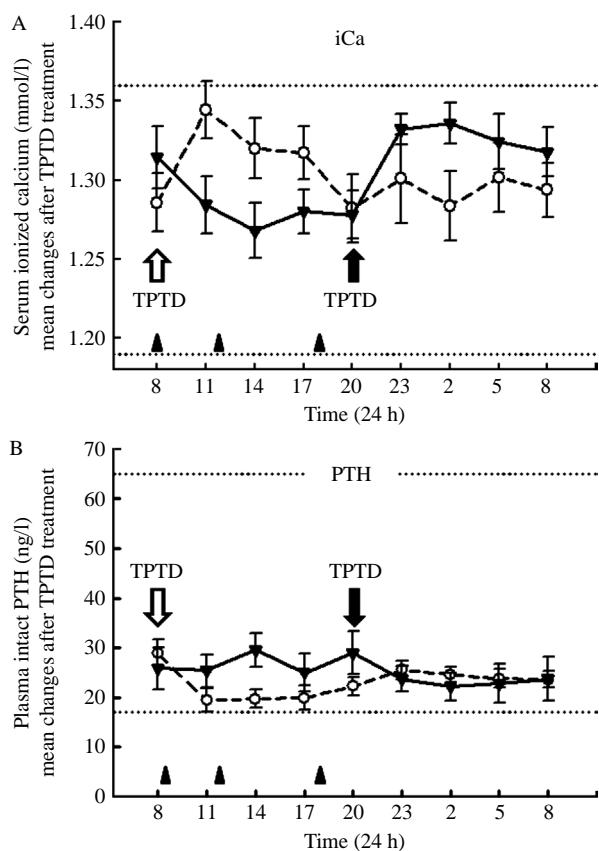 A
iCa
Serum ionized calcium (mmol/l)
mean changes after TPTD treatment
1.40
1.35
1.30
1.25
1.20
TPTD
TPTD
8 11 14 17 20 23 2 5 8
Time (24 h)
B
PTH
Plasma intact PTH (ng/l)
mean changes after TPTD treatment
70
60
50
40
30
20
10
0
TPTD
TPTD
8 11 14 17 20 23 2 5 8
Time (24 h)